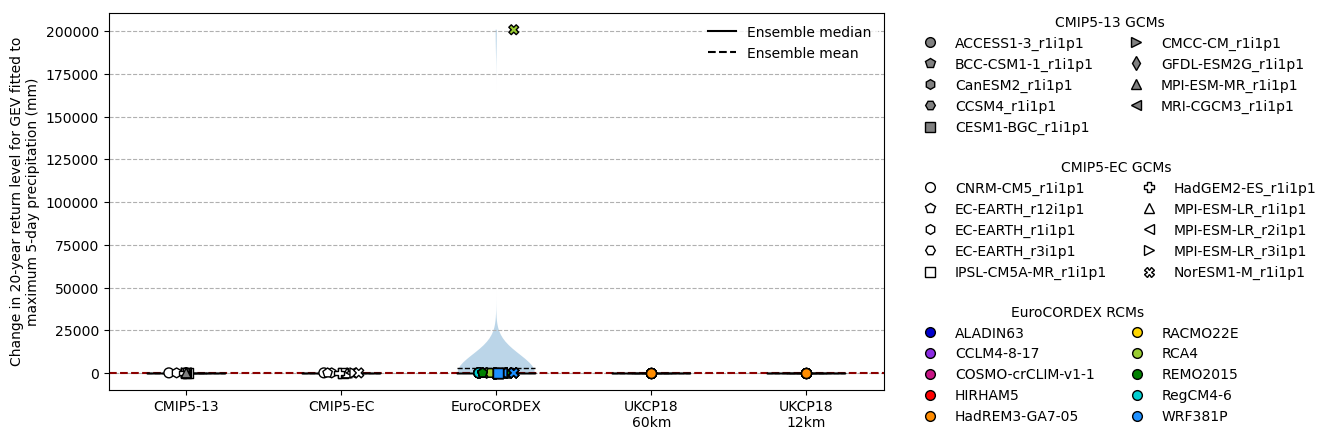 Change in 20-year return level for GEV fitted to
maximum 5-day precipitation (mm)
200000
175000
150000
125000
100000
75000
50000
25000
0
CMIP5-13
CMIP5-EC
EuroCORDEX
UKCP18
60km
UKCP18
12km
Ensemble median
Ensemble mean
CMIP5-13 GCMs
ACCESS1-3_r1i1p1
BCC-CSM1-1_r1i1p1
CanESM2_r1i1p1
CCSM4_r1i1p1
CESM1-BGC_r1i1p1
CMCC-CM_r1i1p1
GFDL-ESM2G_r1i1p1
MPI-ESM-MR_r1i1p1
MRI-CGCM3_r1i1p1
CMIP5-EC GCMs
CNRM-CM5_r1i1p1
EC-EARTH_r12i1p1
EC-EARTH_r1i1p1
EC-EARTH_r3i1p1
IPSL-CM5A-MR_r1i1p1
HadGEM2-ES_r1i1p1
MPI-ESM-LR_r1i1p1
MPI-ESM-LR_r2i1p1
MPI-ESM-LR_r3i1p1
NorESM1-M_r1i1p1
EuroCORDEX RCMs
ALADIN63
CCLM4-8-17
COSMO-crCLIM-v1-1
HIRHAM5
HadREM3-GA7-05
RACMO22E
RCA4
REMO2015
RegCM4-6
WRF381P